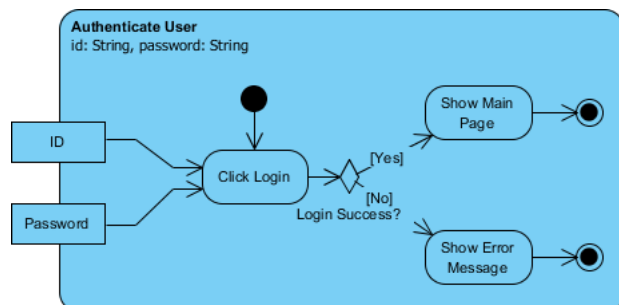 Authenticate User
id: String, password: String
ID
Password
Click Login
[Yes]
[No]
Login Success?
Show Main
Page
Show Error
Message